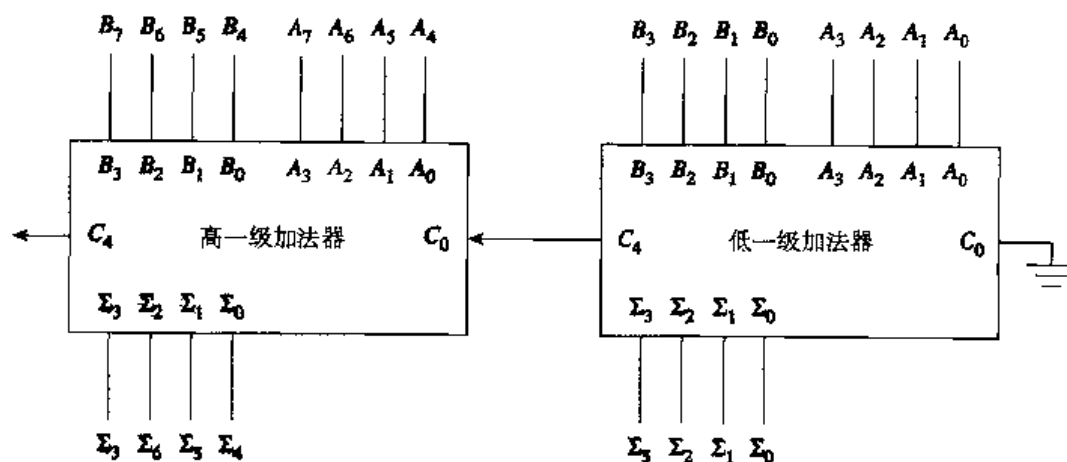 B₇ B₆ B₅ B₄ A₇ A₆ A₅ A₄ B₃ B₂ B₁ B₀ A₃ A₂ A₁ A₀
B₃ B₂ B₁ B₀ A₃ A₂ A₁ A₀ B₃ B₂ B₁ B₀ A₃ A₂ A₁ A₀
C₄ 高一级加法器 C₀ C₄ 低一级加法器 C₀
Σ₃ Σ₂ Σ₁ Σ₀ Σ₃ Σ₂ Σ₁ Σ₀
Σ₃ Σ₆ Σ₅ Σ₄ Σ₃ Σ₂ Σ₁ Σ₀